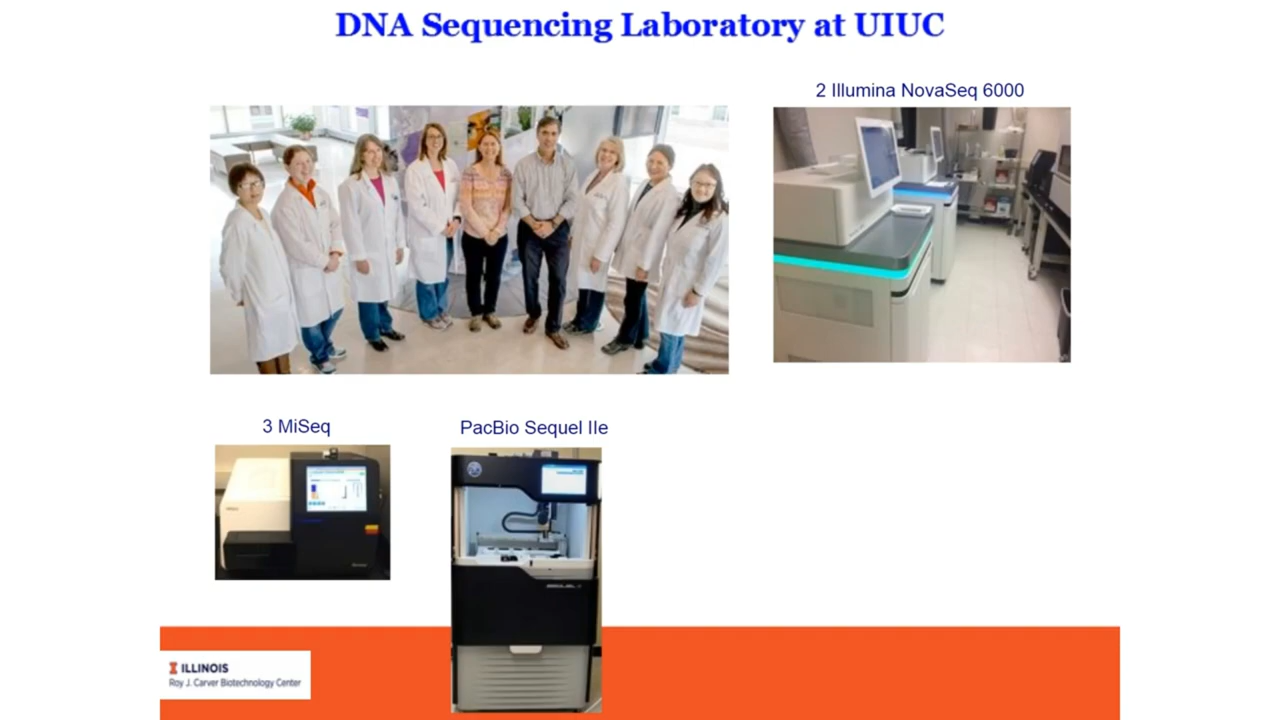 DNA Sequencing Laboratory at UIUC
2 Illumina NovaSeq 6000
3 MiSeq
PacBio Sequel IIe
ILLINOIS
Roy J. Carver Biotechnology Center